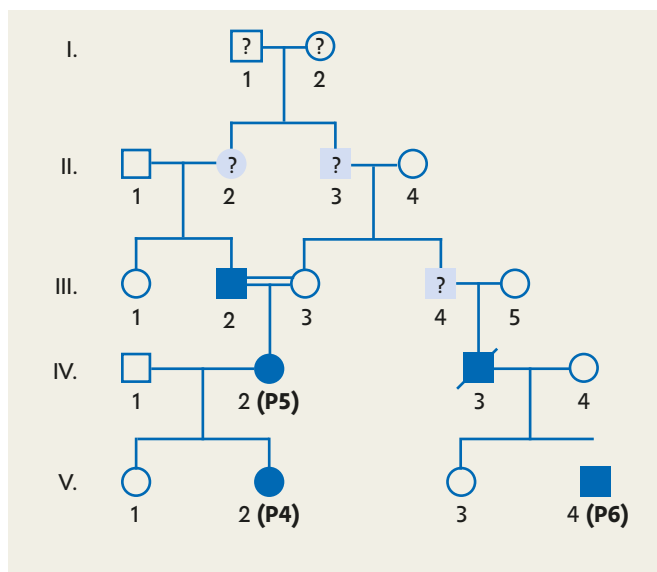 I.
? ?
1 2
II.
? ?
1 2 3 4
III.
?
1 2 3 4 5
IV.
1 2 (P5) 3 4
V.
1 2 (P4) 3 4 (P6)